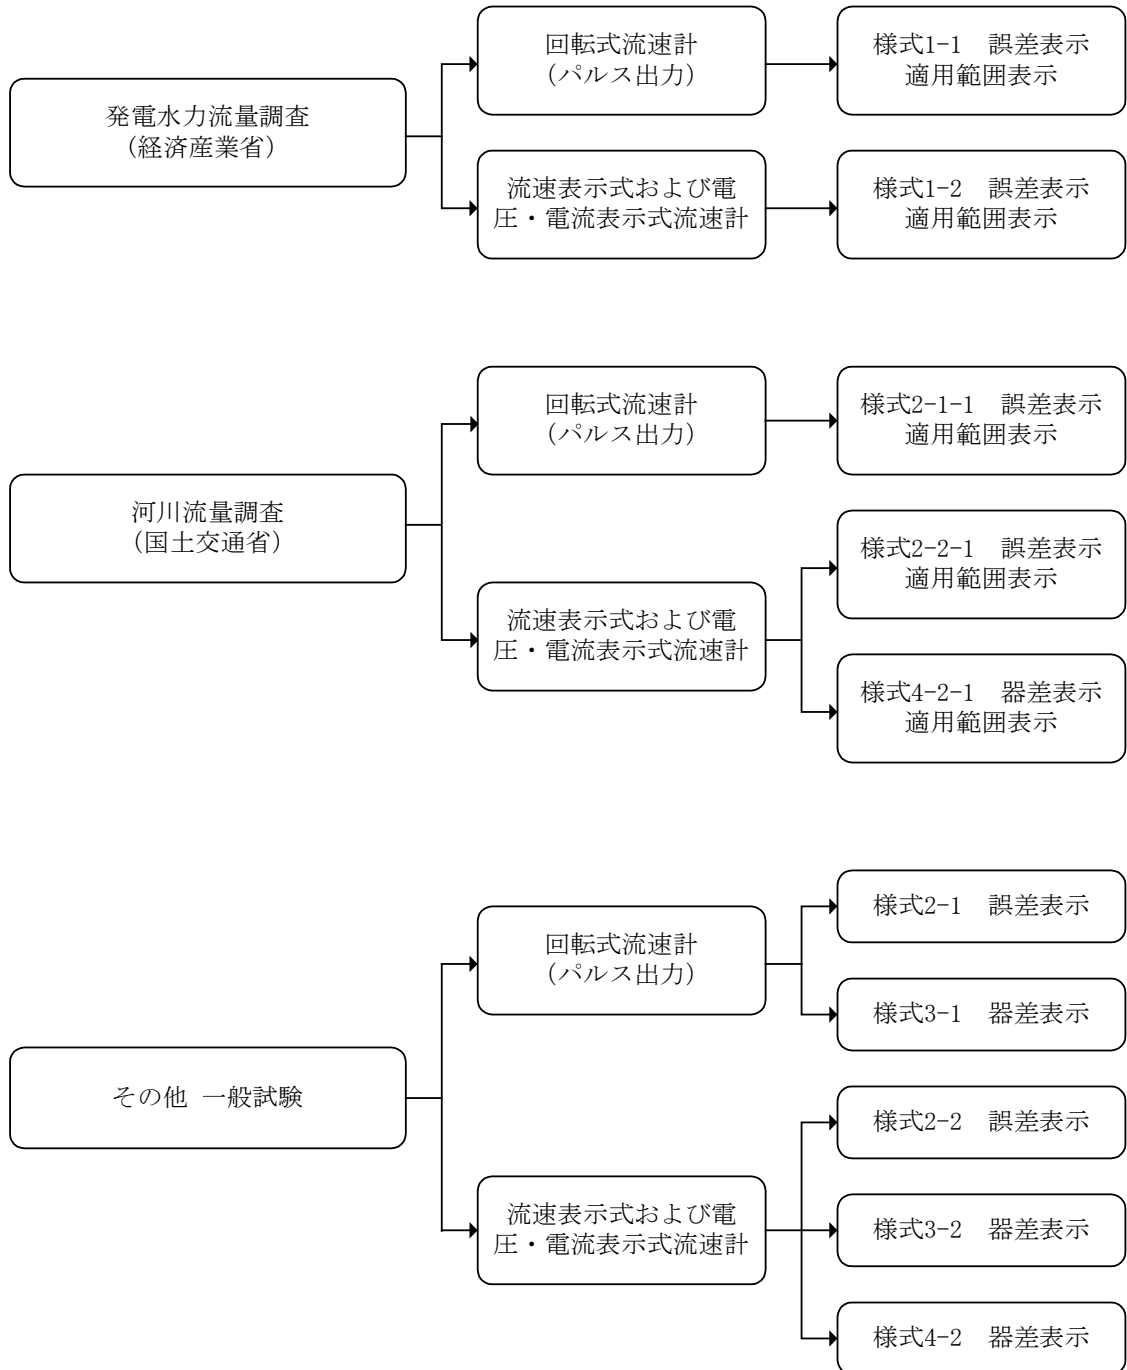 発電水力流量調査
（経済産業省）
回転式流速計
（パルス出力）
様式1-1　誤差表示
適用範囲表示
流速表示式および電
圧・電流表示式流速計
様式1-2　誤差表示
適用範囲表示
河川流量調査
（国土交通省）
回転式流速計
（パルス出力）
様式2-1-1　誤差表示
適用範囲表示
流速表示式および電
圧・電流表示式流速計
様式2-2-1　誤差表示
適用範囲表示
様式4-2-1　器差表示
適用範囲表示
その他 一般試験
回転式流速計
（パルス出力）
様式2-1　誤差表示
様式3-1　器差表示
流速表示式および電
圧・電流表示式流速計
様式2-2　誤差表示
様式3-2　器差表示
様式4-2　器差表示